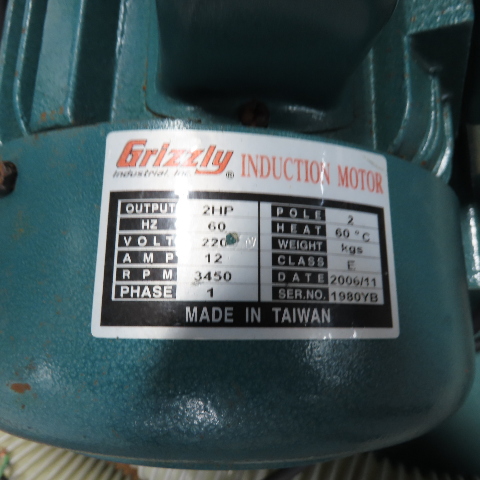 Grizzly
Industrial, Inc. ® INDUCTION MOTOR
OUTPUT 2HP POLE 2
HZ 60 HEAT 60 °C
VOLT 220 WEIGHT kgs
AMP 12 CLASS E
RPM 3450 DATE 2006/11
PHASE 1 SER.NO. 1980YB
MADE IN TAIWAN